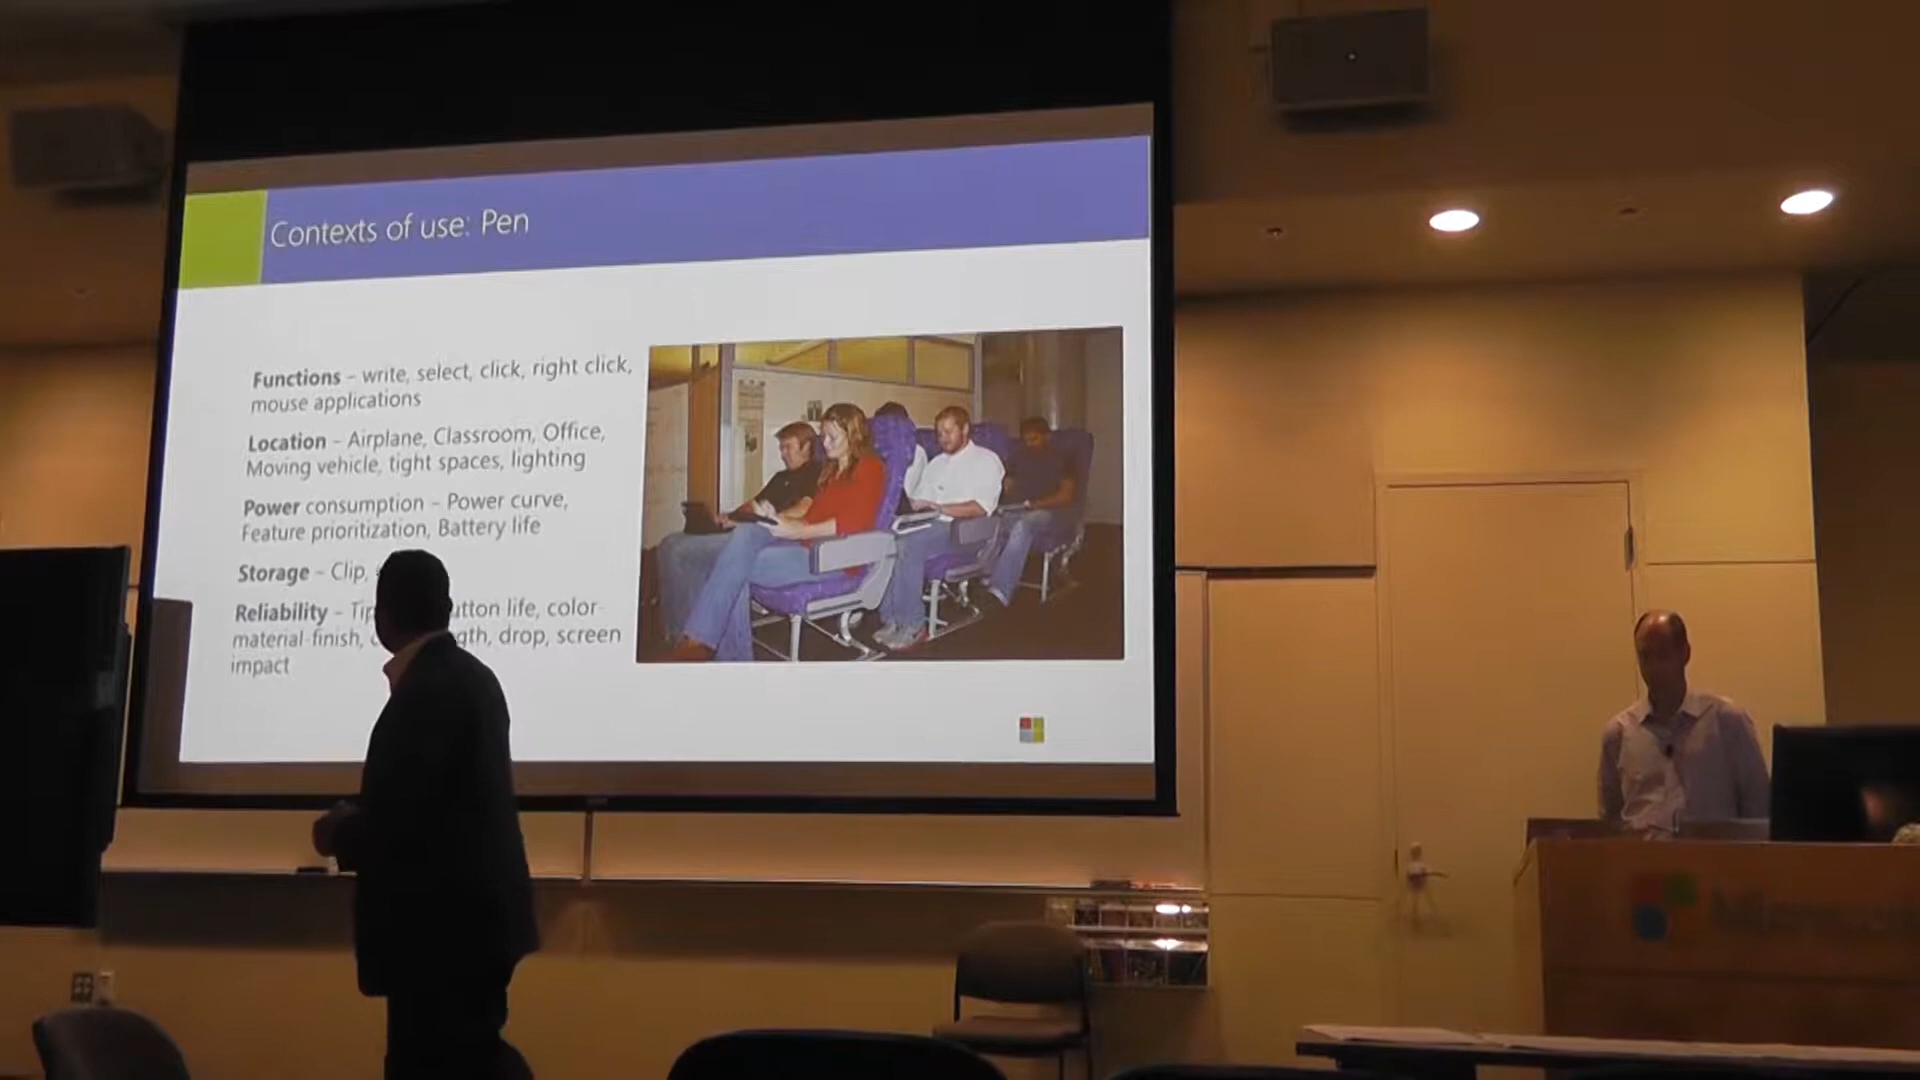 Contexts of use: Pen
Functions – write, select, click, right click,
mouse applications
Location – Airplane, Classroom, Office,
Moving vehicle, tight spaces, lighting
Power consumption – Power curve,
Feature prioritization, Battery life
Storage – Clip,
Reliability – life, color-
material-finish, drop, screen
impact
Microsoft